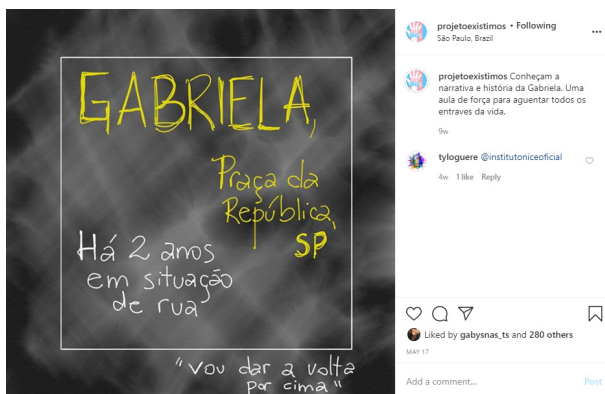 GABRIELA,
Praça da
República,
SP
Há 2 anos
em situação
de rua
"Vou dar a volta
por cima"
projetoexistimos • Following
São Paulo, Brazil
projetoexistimos Conheçam a
narrativa e história da Gabriela. Uma
aula de força para aguentar todos os
entraves da vida.
9w
tyloguere @institutoniceoficial
4w 1 like Reply
Liked by gabysnas_ts and 280 others
MAY 17
Add a comment... Post